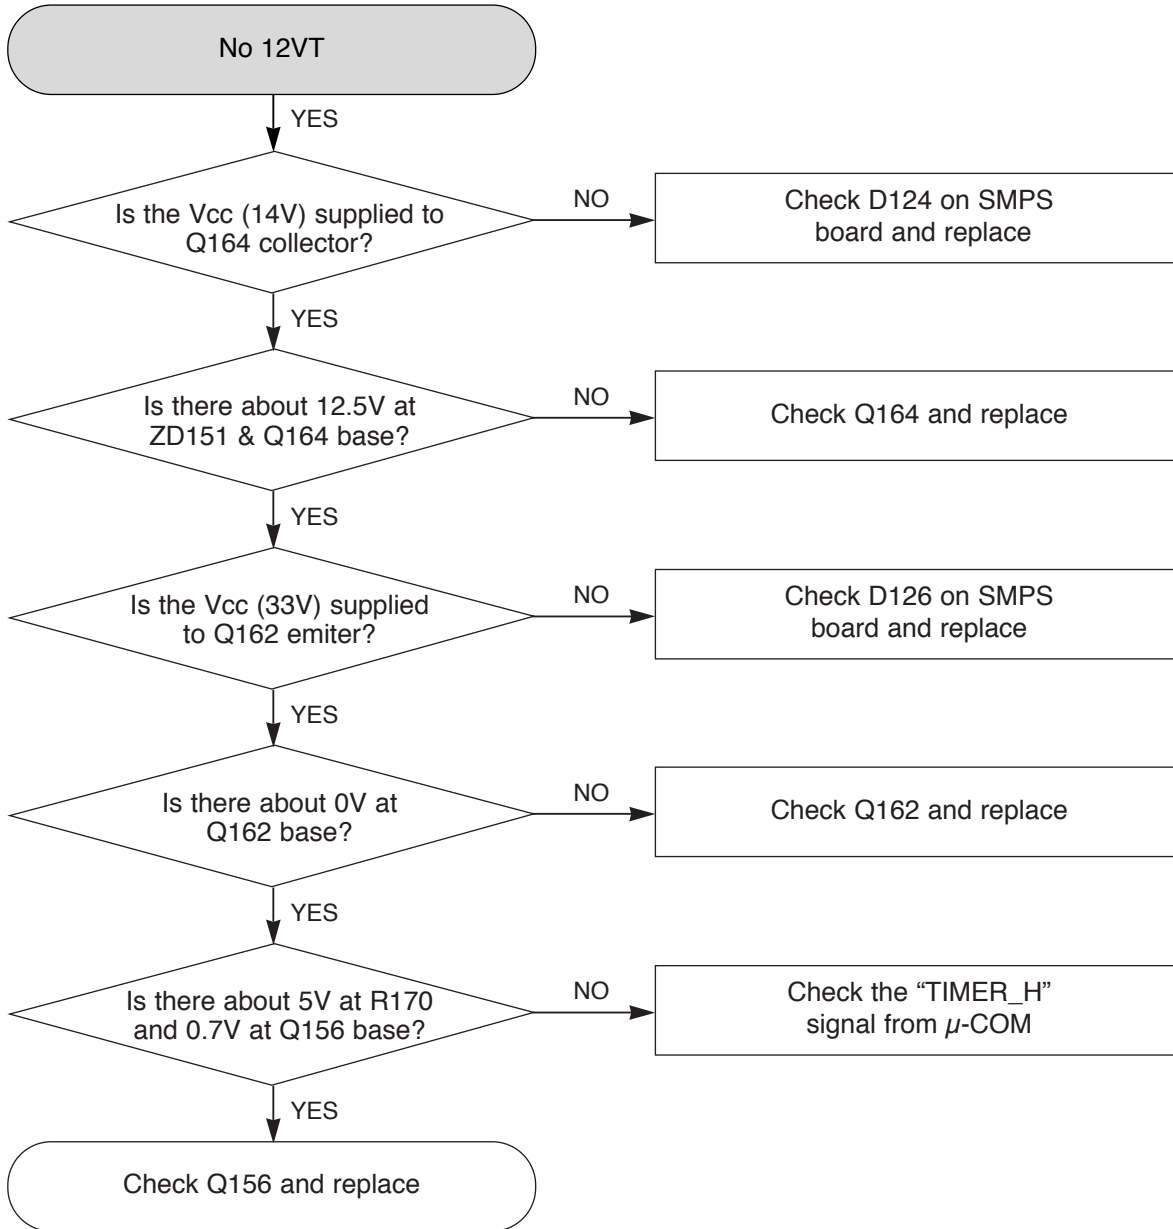 No 12VT
YES
Is the Vcc (14V) supplied to
Q164 collector?
NO
Check D124 on SMPS
board and replace
YES
Is there about 12.5V at
ZD151 & Q164 base?
NO
Check Q164 and replace
YES
Is the Vcc (33V) supplied
to Q162 emiter?
NO
Check D126 on SMPS
board and replace
YES
Is there about 0V at
Q162 base?
NO
Check Q162 and replace
YES
Is there about 5V at R170
and 0.7V at Q156 base?
NO
Check the “TIMER_H”
signal from µ-COM
YES
Check Q156 and replace